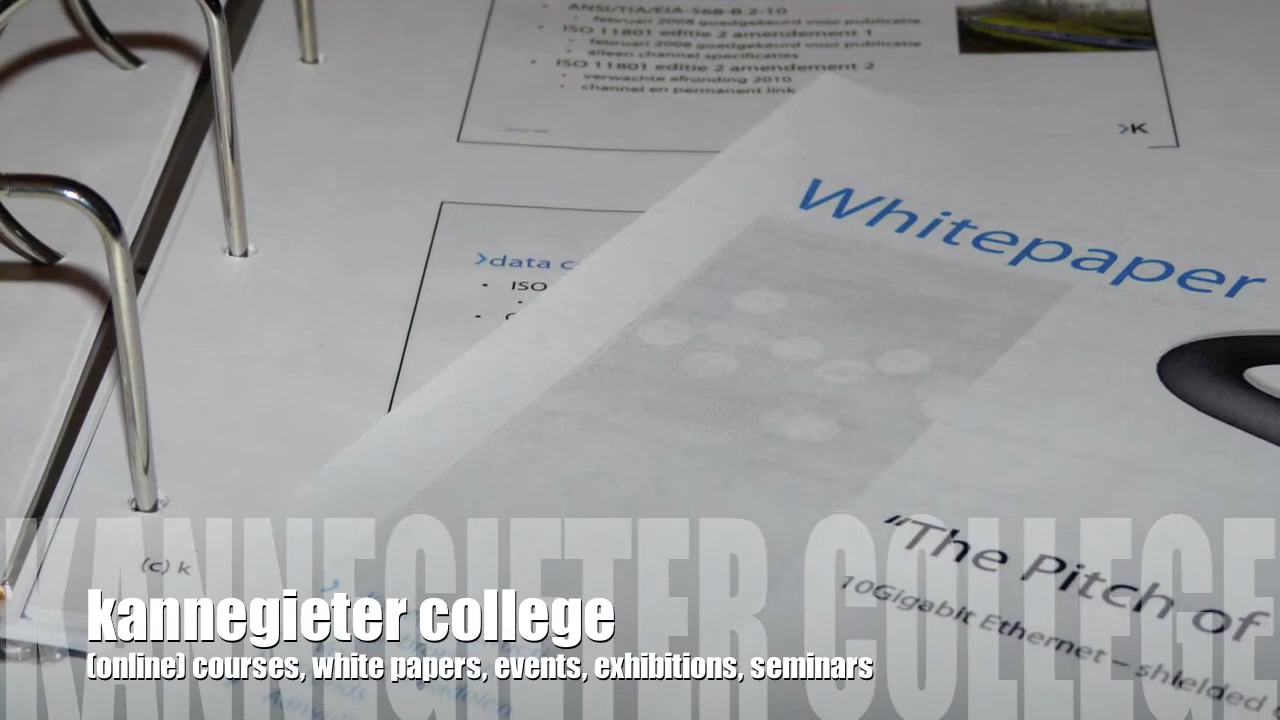 ANSI/TIA/EIA-568-B.2-10
februari 2008 goedgekeurd voor publicatie
ISO 11801 editie 2 amendement 1
februari 2008 goedgekeurd voor publicatie
alleen channel specificaties
ISO 11801 editie 2 amendement 2
verwachte afronding 2010
channel en permanent link
>K
Whitepaper
>data c
ISO
"The Pitch of
10Gigabit Ethernet – shielded
(c) k
KANNEGIETER COLLEGE
kannegieter college
(online) courses, white papers, events, exhibitions, seminars